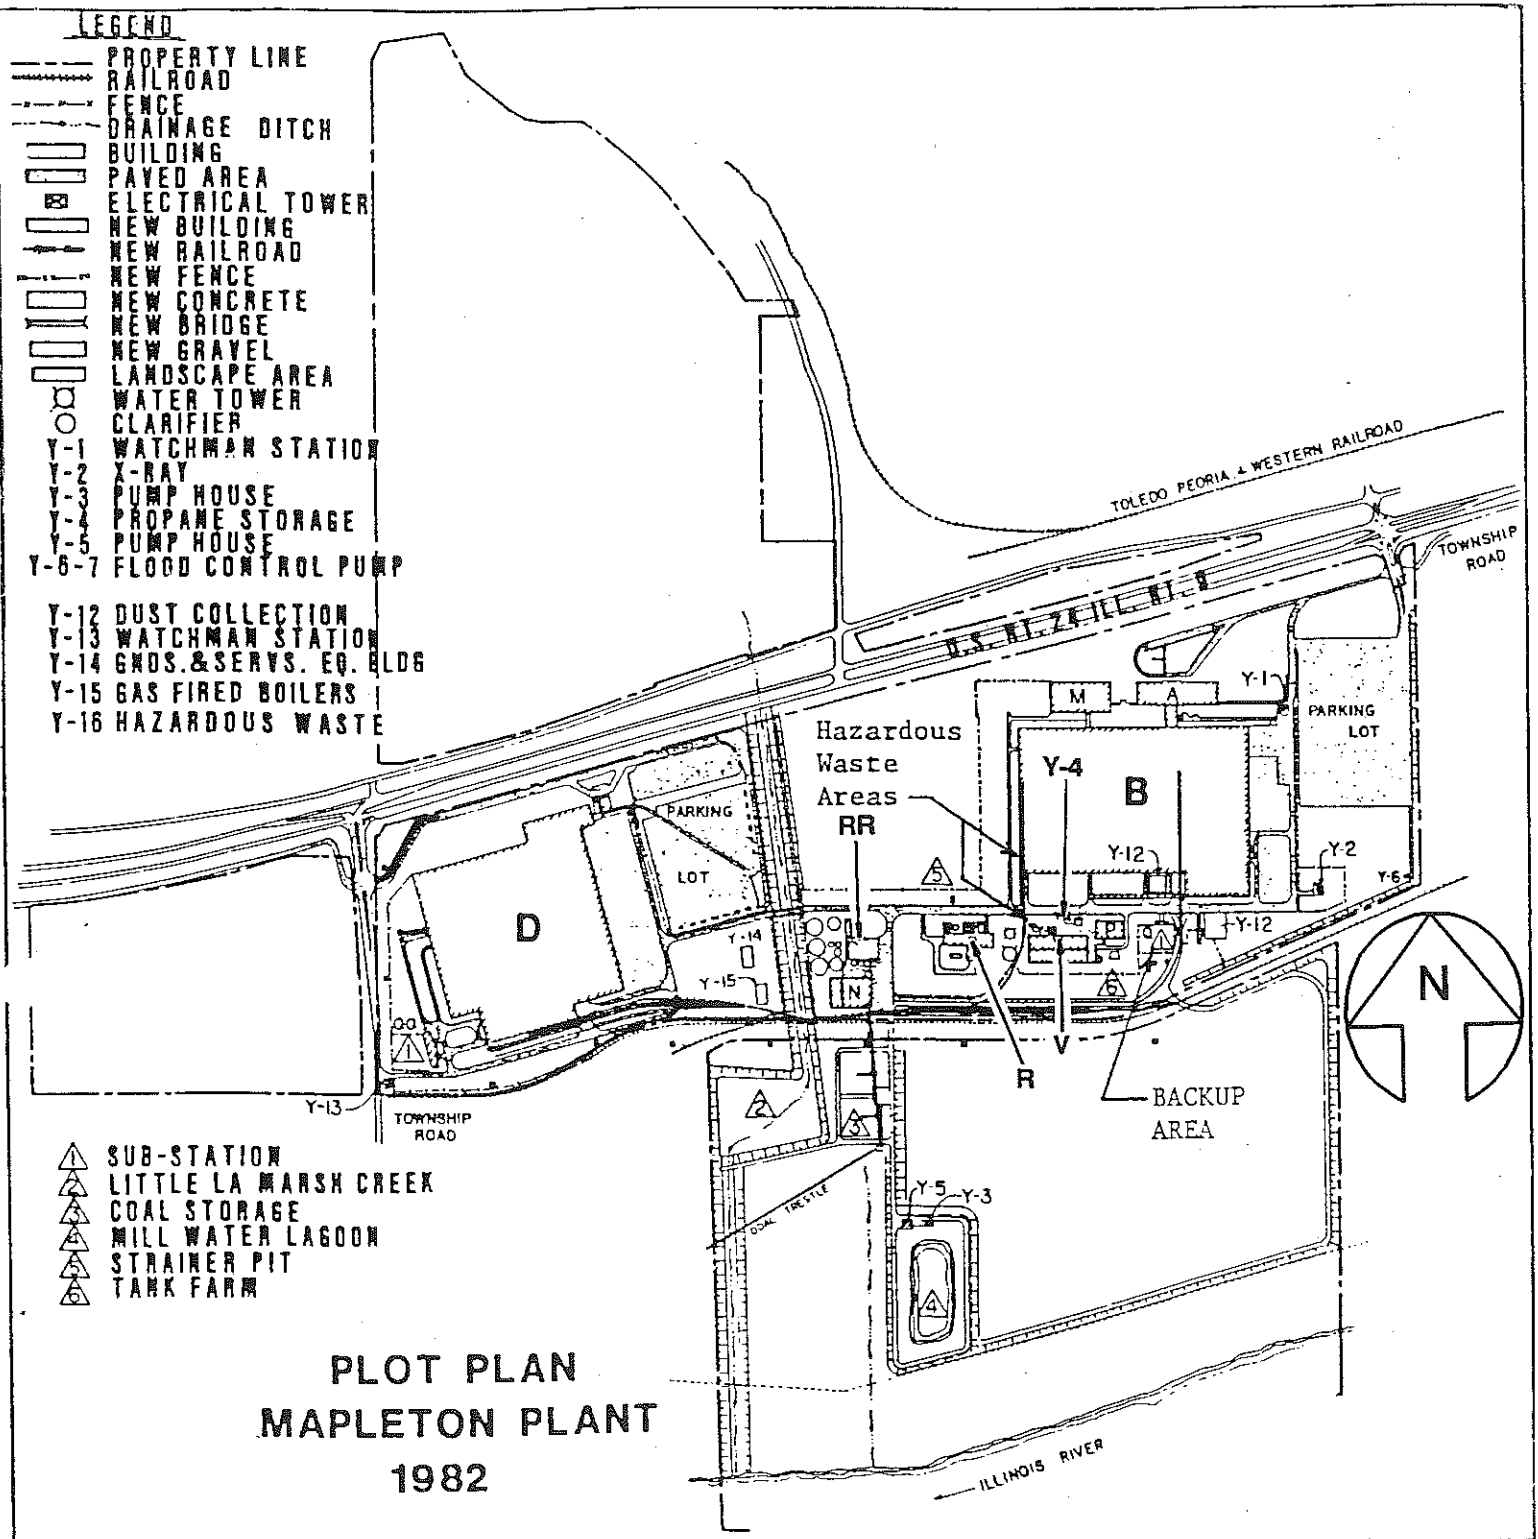 LEGEND
PROPERTY LINE
RAILROAD
FENCE
DRAINAGE DITCH
BUILDING
PAVED AREA
ELECTRICAL TOWER
NEW BUILDING
NEW RAILROAD
NEW FENCE
NEW CONCRETE
NEW BRIDGE
NEW GRAVEL
LANDSCAPE AREA
WATER TOWER
CLARIFIER
Y-1 WATCHMAN STATION
Y-2 X-RAY
Y-3 PUMP HOUSE
Y-4 PROPANE STORAGE
Y-5 PUMP HOUSE
Y-6-7 FLOOD CONTROL PUMP
Y-12 DUST COLLECTION
Y-13 WATCHMAN STATION
Y-14 GNDS.&SERVS. EQ. BLDG
Y-15 GAS FIRED BOILERS
Y-16 HAZARDOUS WASTE
TOLEDO PEORIA & WESTERN RAILROAD
TOWNSHIP
ROAD
U.S. RT. 24 ILL. RT. 9
Y-1
M
A
PARKING
LOT
Hazardous
Waste
Areas
RR
Y-4
B
PARKING
LOT
Y-12
Y-2
Y-6
5
D
Y-14
Y-12
P
1
Y-15
N
6
N
1
V
R
BACKUP
AREA
Y-13
TOWNSHIP
ROAD
2
3
1 SUB-STATION
2 LITTLE LA MARSH CREEK
3 COAL STORAGE
4 MILL WATER LAGOON
5 STRAINER PIT
6 TANK FARM
COAL TRESTLE
Y-5
Y-3
4
PLOT PLAN
MAPLETON PLANT
1982
ILLINOIS RIVER